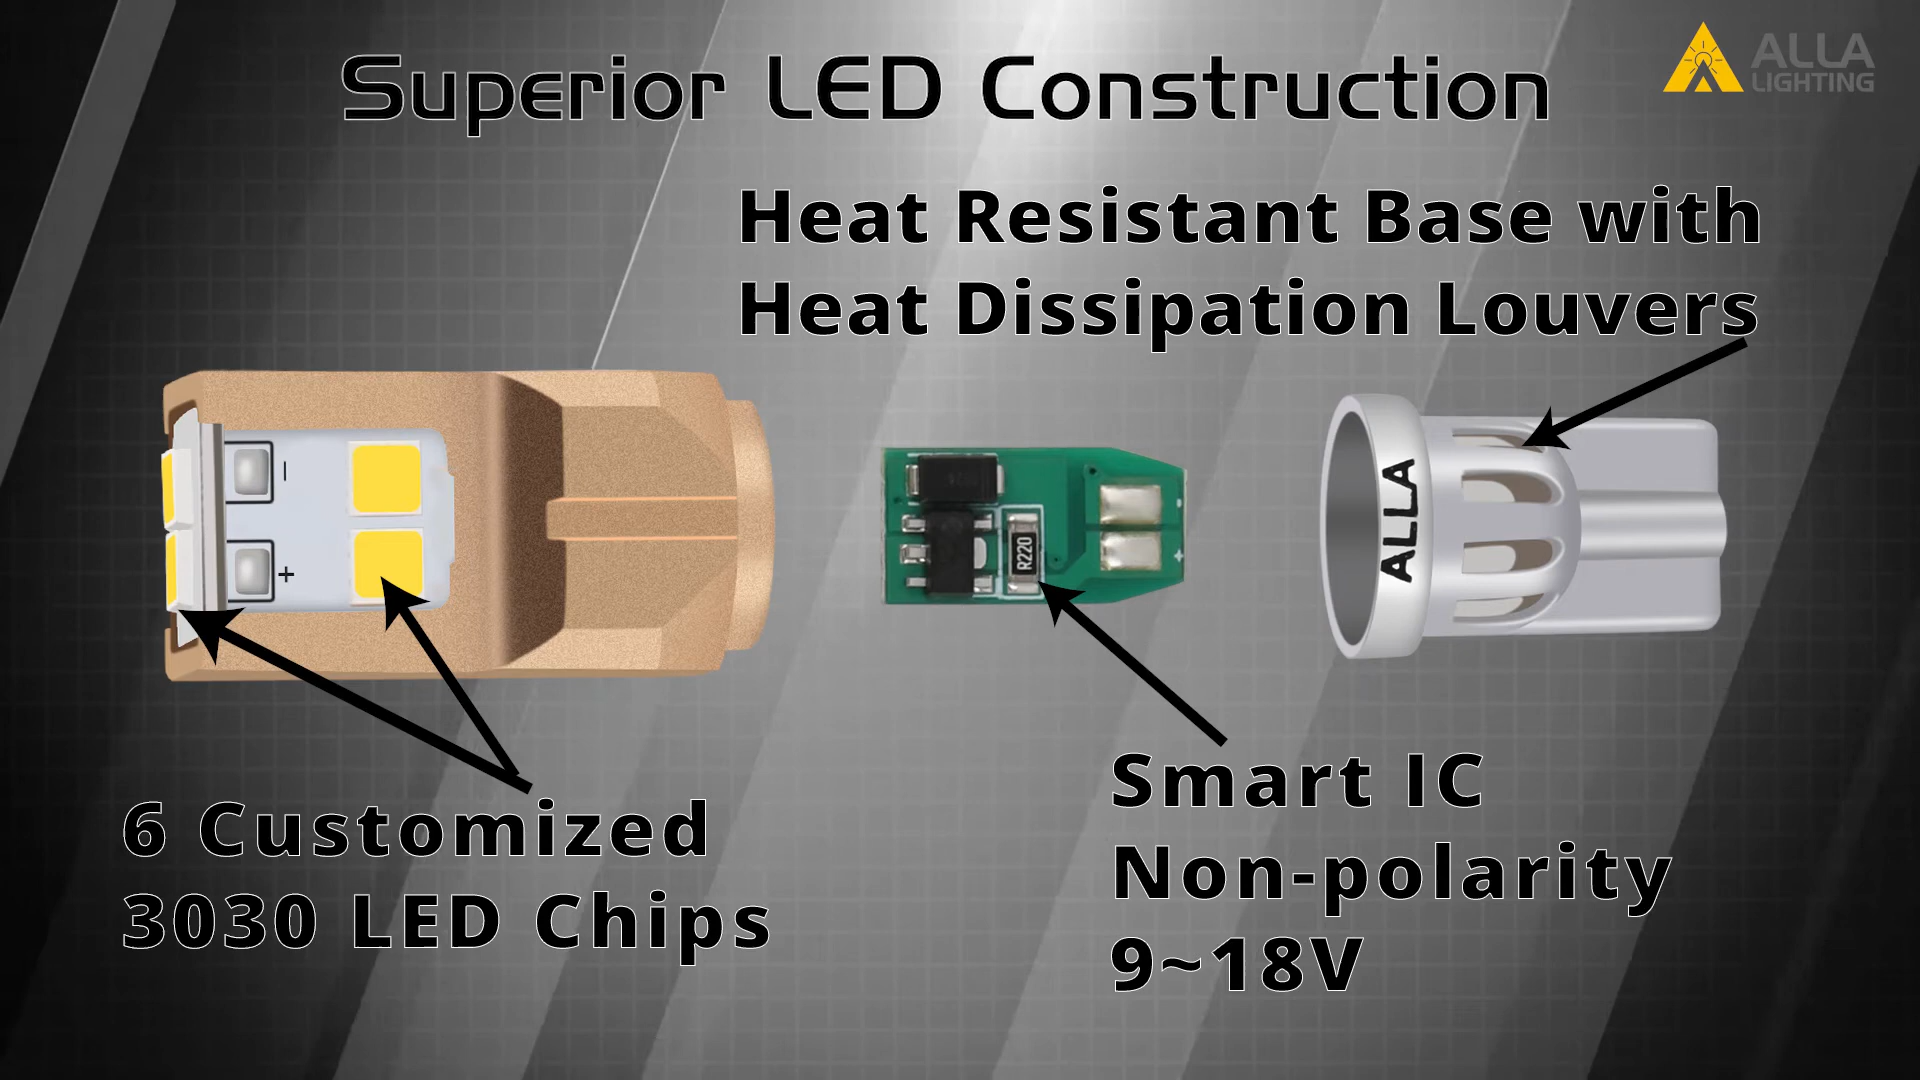 Superior LED Construction
ALLA
LIGHTING
Heat Resistant Base with
Heat Dissipation Louvers
-
+
R220
-
+
ALLA
6 Customized
3030 LED Chips
Smart IC
Non-polarity
9~18V